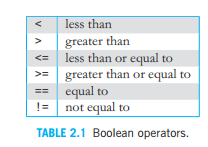 < less than
> greater than
<= less than or equal to
>= greater than or equal to
== equal to
!= not equal to
TABLE 2.1 Boolean operators.